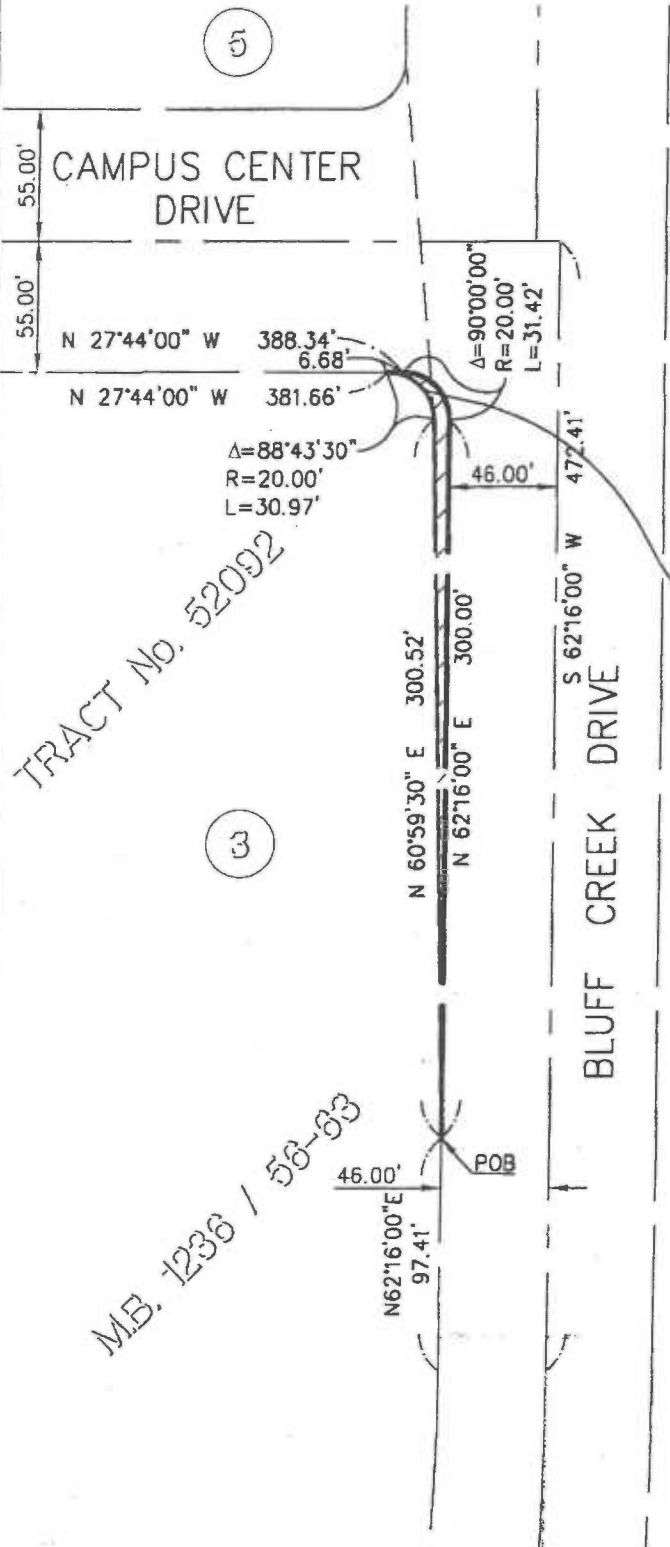 5
55.00'
CAMPUS CENTER
DRIVE
55.00'
N 27°44'00" W 388.34'
6.68'
N 27°44'00" W 381.66'
Δ=90°00'00"
R=20.00'
L=31.42'
Δ=88°43'30"
R=20.00'
L=30.97'
46.00'
S 62°16'00" W 472.41'
TRACT No. 52092
N 60°59'30" E 300.52'
N 62°16'00" E 300.00'
BLUFF CREEK DRIVE
3
M.B. 1236 / 56-63
POB
46.00'
N62°16'00"E
97.41'